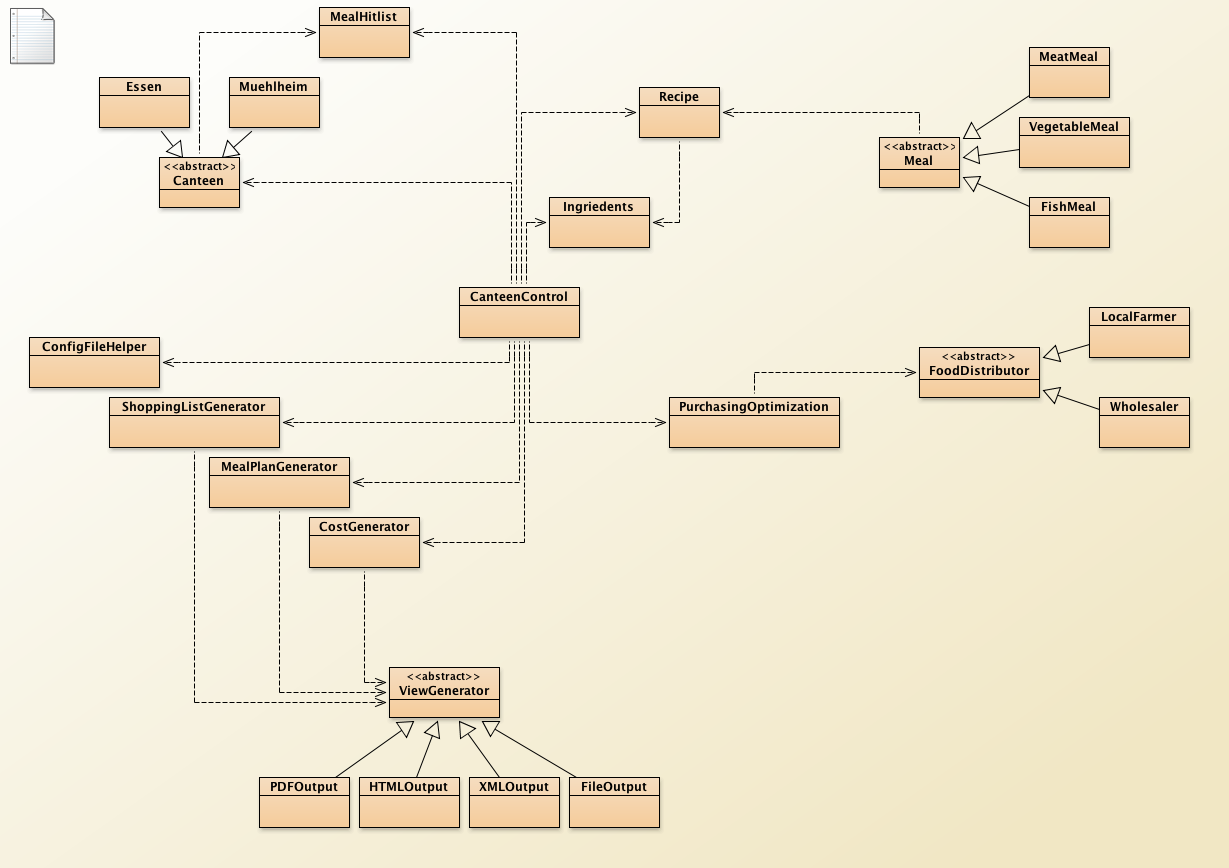 MealHitlist
Essen
Muehlheim
<<abstract>>
Canteen
Recipe
MeatMeal
VegetableMeal
<<abstract>>
Meal
FishMeal
Ingriedents
CanteenControl
ConfigFileHelper
ShoppingListGenerator
MealPlanGenerator
CostGenerator
PurchasingOptimization
<<abstract>>
FoodDistributor
LocalFarmer
Wholesaler
<<abstract>>
ViewGenerator
PDFOutput
HTMLOutput
XMLOutput
FileOutput